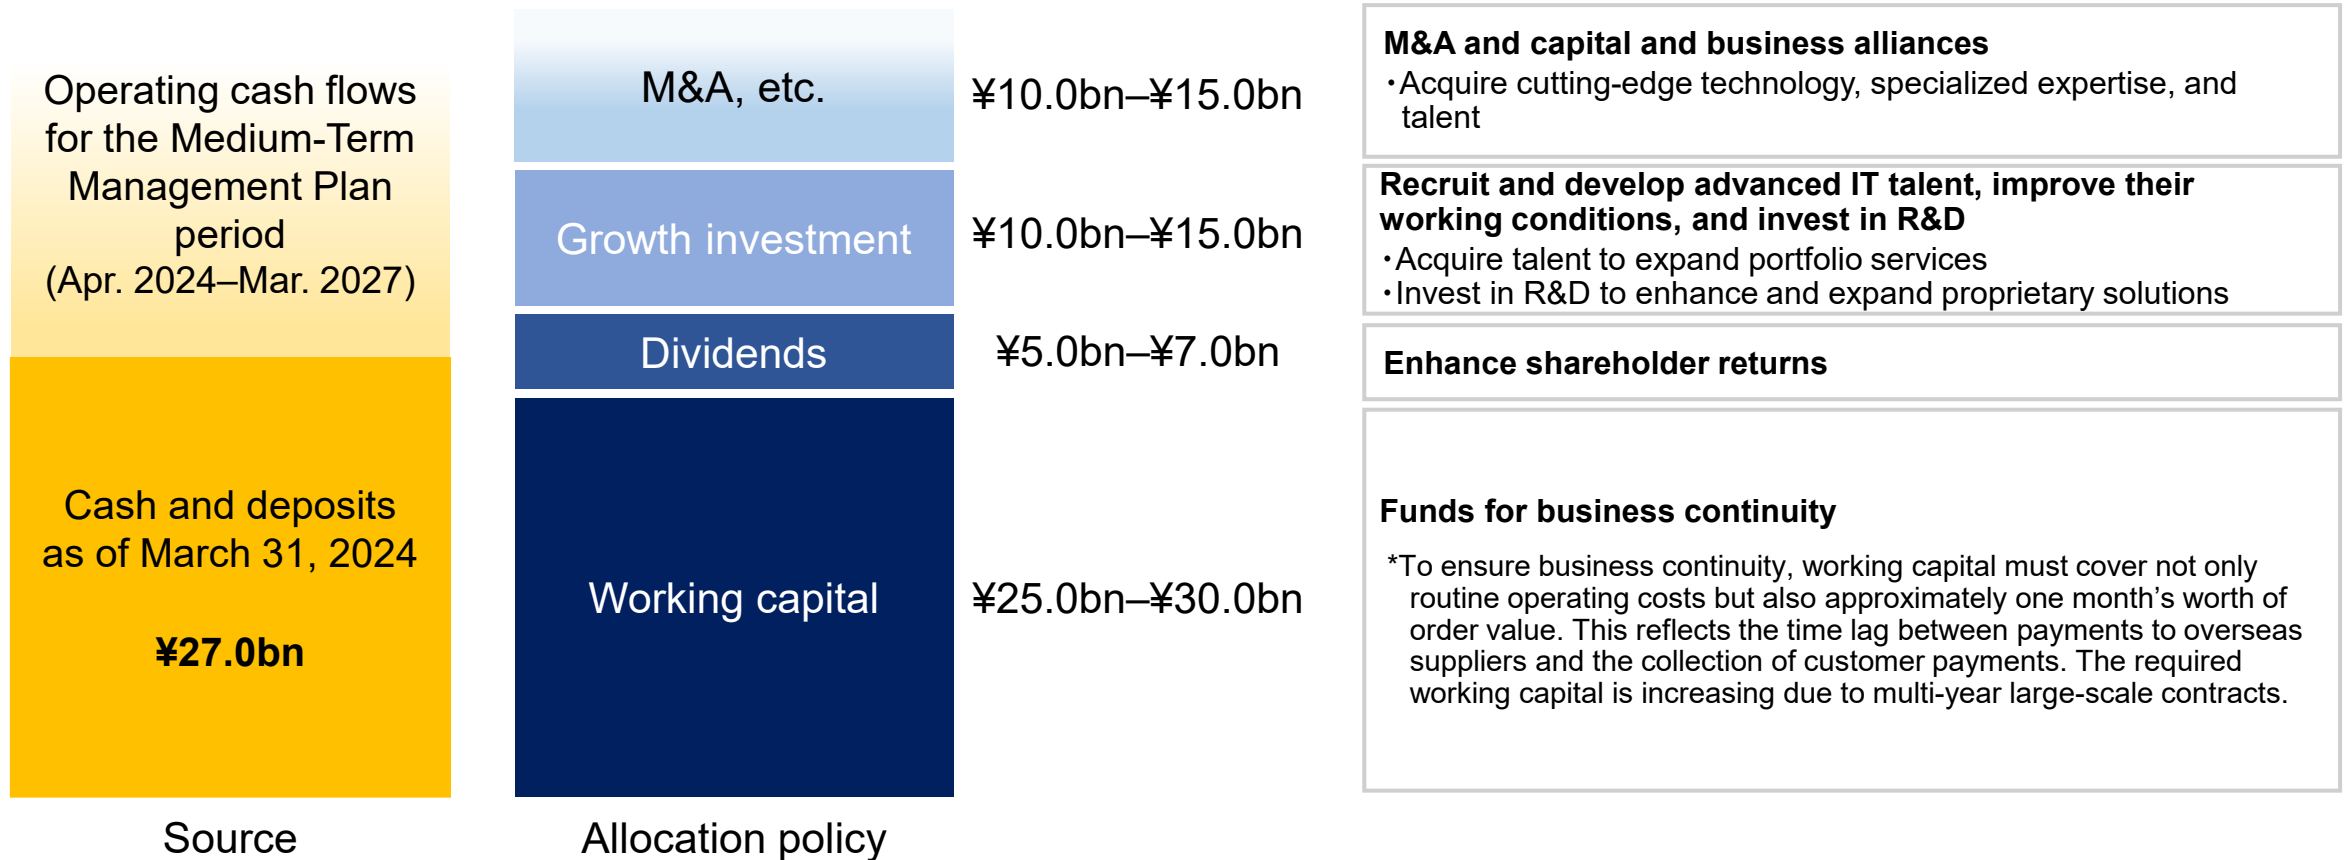 Operating cash flows
for the Medium-Term
Management Plan
period
(Apr. 2024–Mar. 2027)
Cash and deposits
as of March 31, 2024
¥27.0bn
Source
M&A, etc.
¥10.0bn–¥15.0bn
Growth investment
¥10.0bn–¥15.0bn
Dividends
¥5.0bn–¥7.0bn
Working capital
¥25.0bn–¥30.0bn
Allocation policy
M&A and capital and business alliances
・Acquire cutting-edge technology, specialized expertise, and
talent
Recruit and develop advanced IT talent, improve their
working conditions, and invest in R&D
・Acquire talent to expand portfolio services
・Invest in R&D to enhance and expand proprietary solutions
Enhance shareholder returns
Funds for business continuity
*To ensure business continuity, working capital must cover not only
routine operating costs but also approximately one month’s worth of
order value. This reflects the time lag between payments to overseas
suppliers and the collection of customer payments. The required
working capital is increasing due to multi-year large-scale contracts.